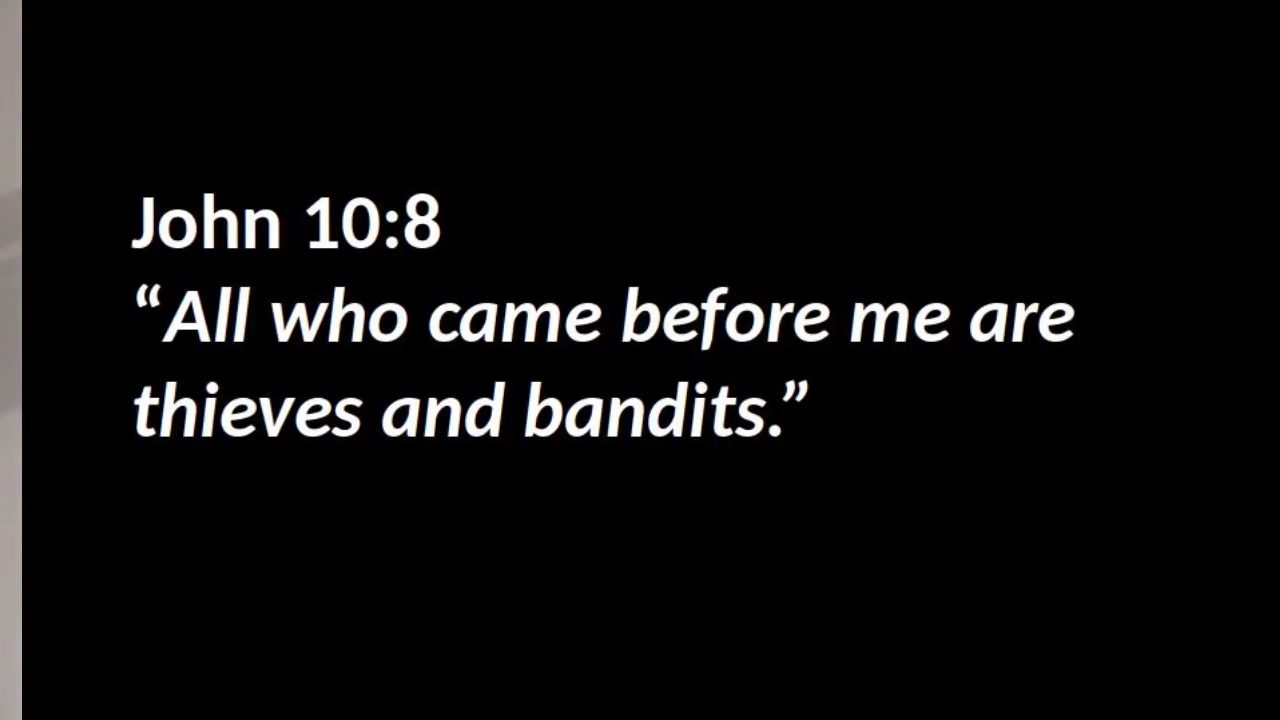 John 10:8
“All who came before me are
thieves and bandits.”